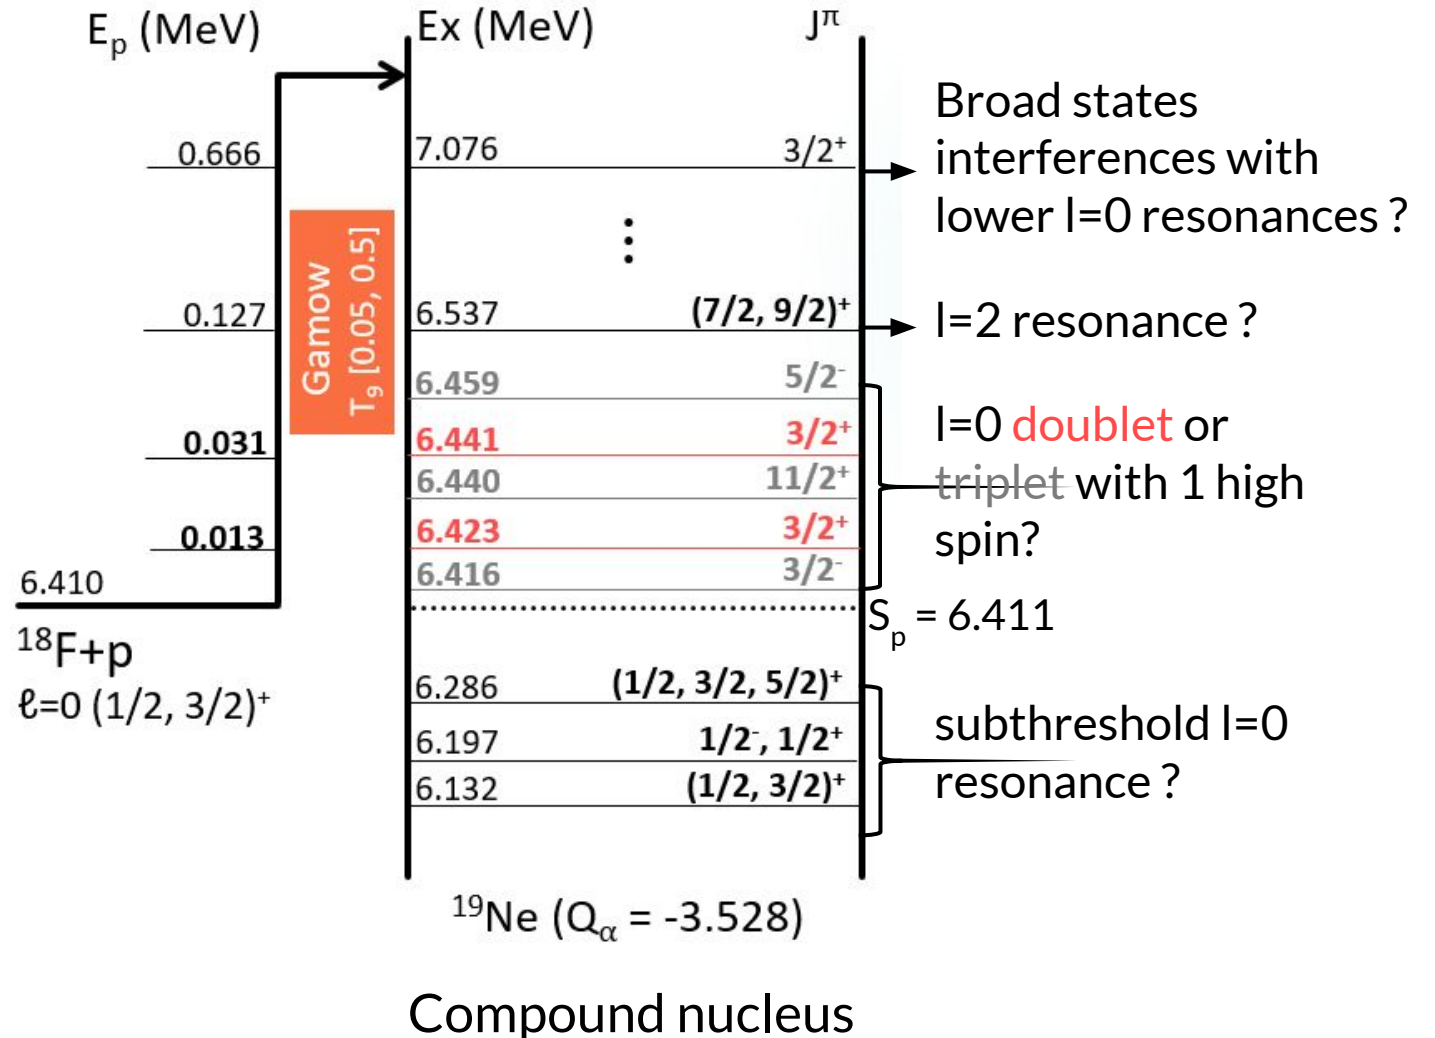 E_p (MeV)
Ex (MeV)
J^π
0.666
7.076
3/2⁺
Broad states
interferences with
lower l=0 resonances ?
Gamow
T₉ [0.05, 0.5]
0.127
6.537
(7/2, 9/2)⁺
l=2 resonance ?
6.459
5/2⁻
0.031
6.441
3/2⁺
6.440
11/2⁺
l=0 doublet or
triplet with 1 high
spin?
0.013
6.423
3/2⁺
6.416
3/2⁻
6.410
S_p = 6.411
¹⁸F+p
ℓ=0 (1/2, 3/2)⁺
6.286
(1/2, 3/2, 5/2)⁺
6.197
1/2⁻, 1/2⁺
6.132
(1/2, 3/2)⁺
subthreshold l=0
resonance ?
¹⁹Ne (Q_α = -3.528)
Compound nucleus